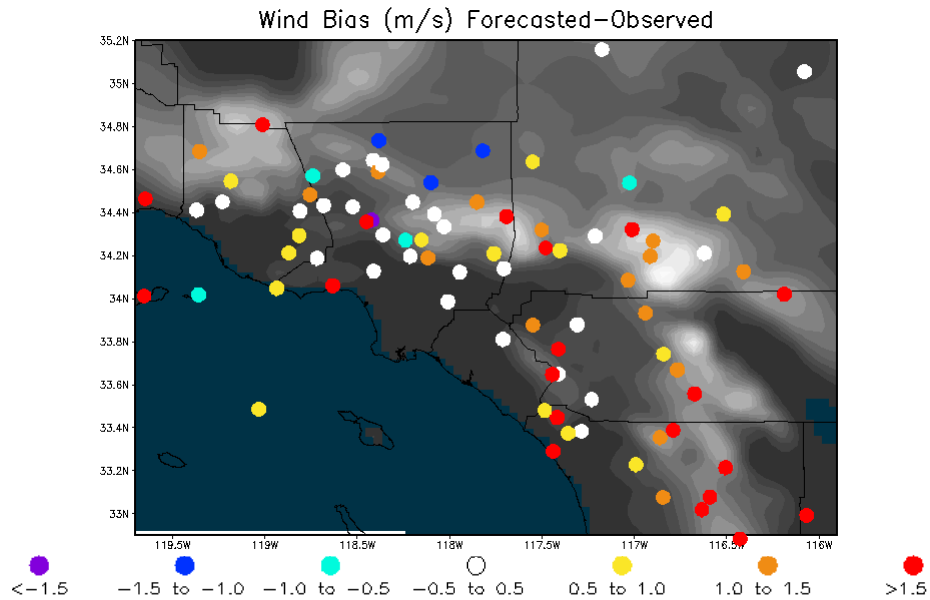 Wind Bias (m/s) Forecasted-Observed
35.2N
35N
34.8N
34.6N
34.4N
34.2N
34N
33.8N
33.6N
33.4N
33.2N
33N
119.5W 119W 118.5W 118W 117.5W 117W 116.5W 116W
<-1.5 -1.5 to -1.0 -1.0 to -0.5 -0.5 to 0.5 0.5 to 1.0 1.0 to 1.5 >1.5